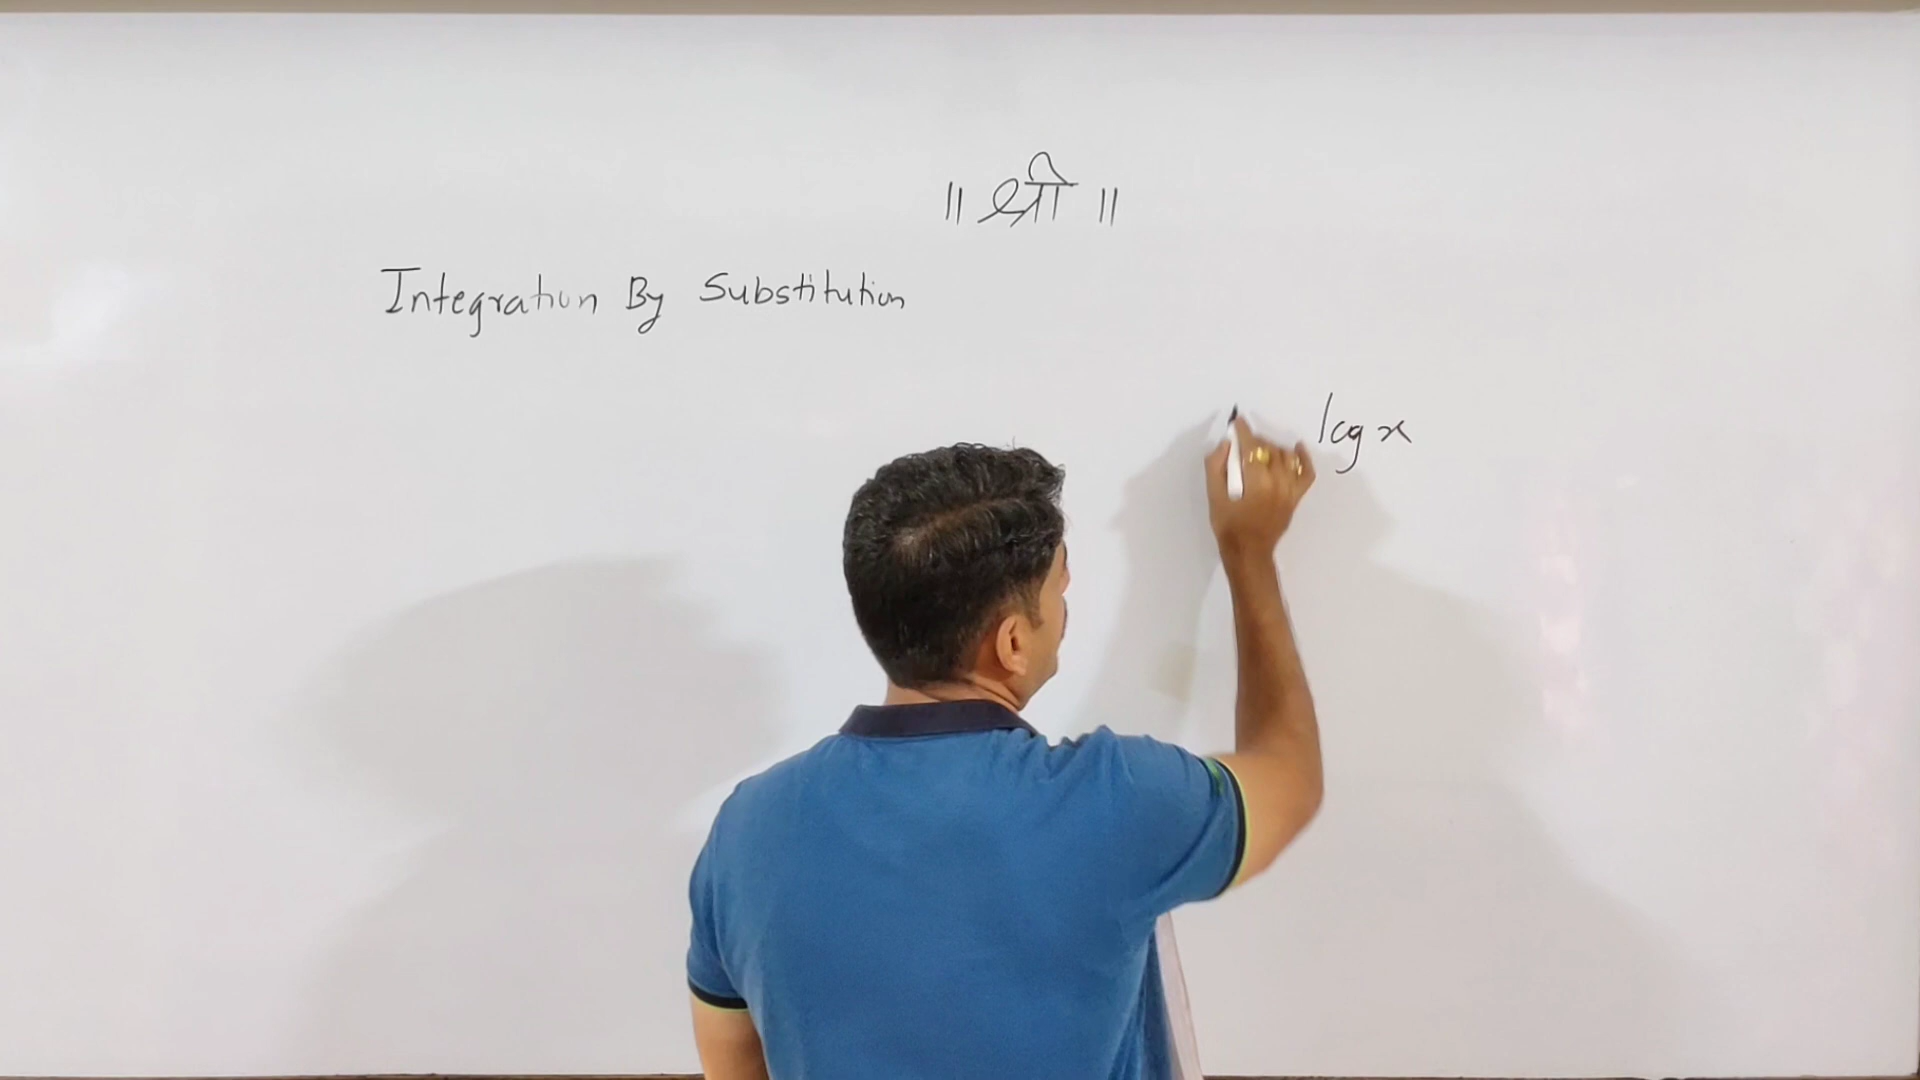 ॥ श्री ॥
Integration By Substitution
log x